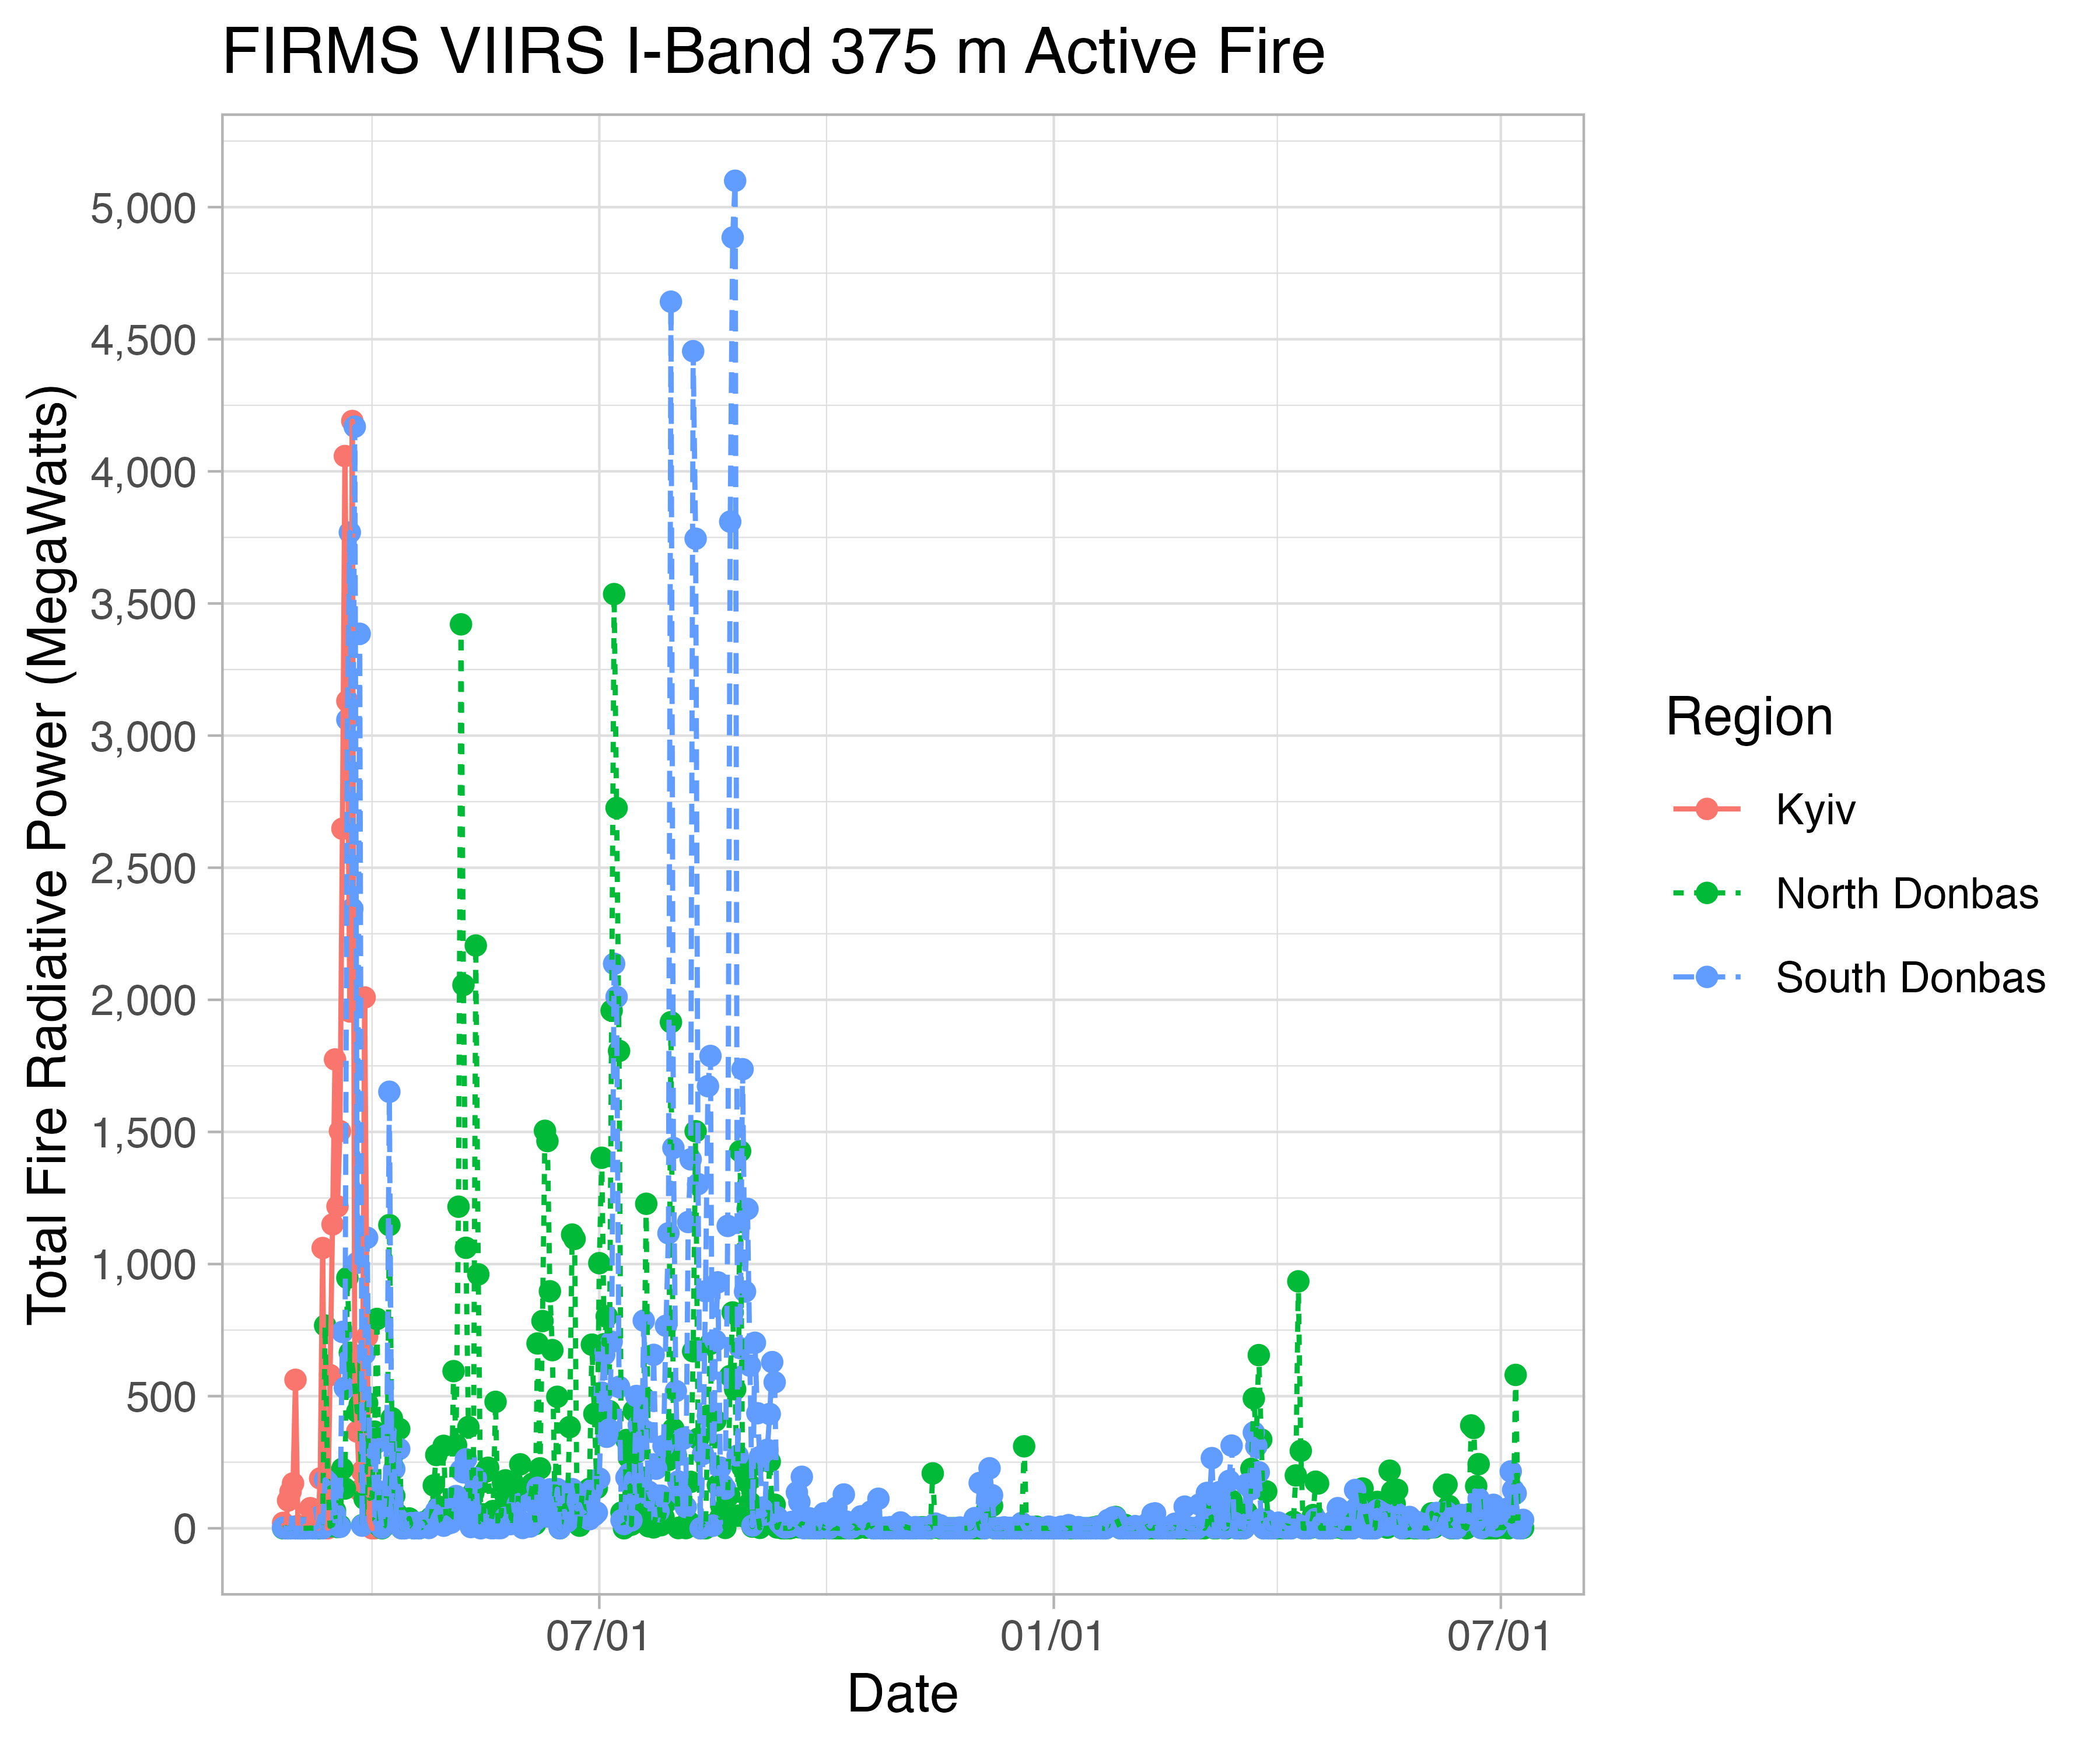 FIRMS VIIRS I-Band 375 m Active Fire
Total Fire Radiative Power (MegaWatts)
5,000
4,500
4,000
3,500
3,000
2,500
2,000
1,500
1,000
500
0
07/01
01/01
07/01
Date
Region
Kyiv
North Donbas
South Donbas